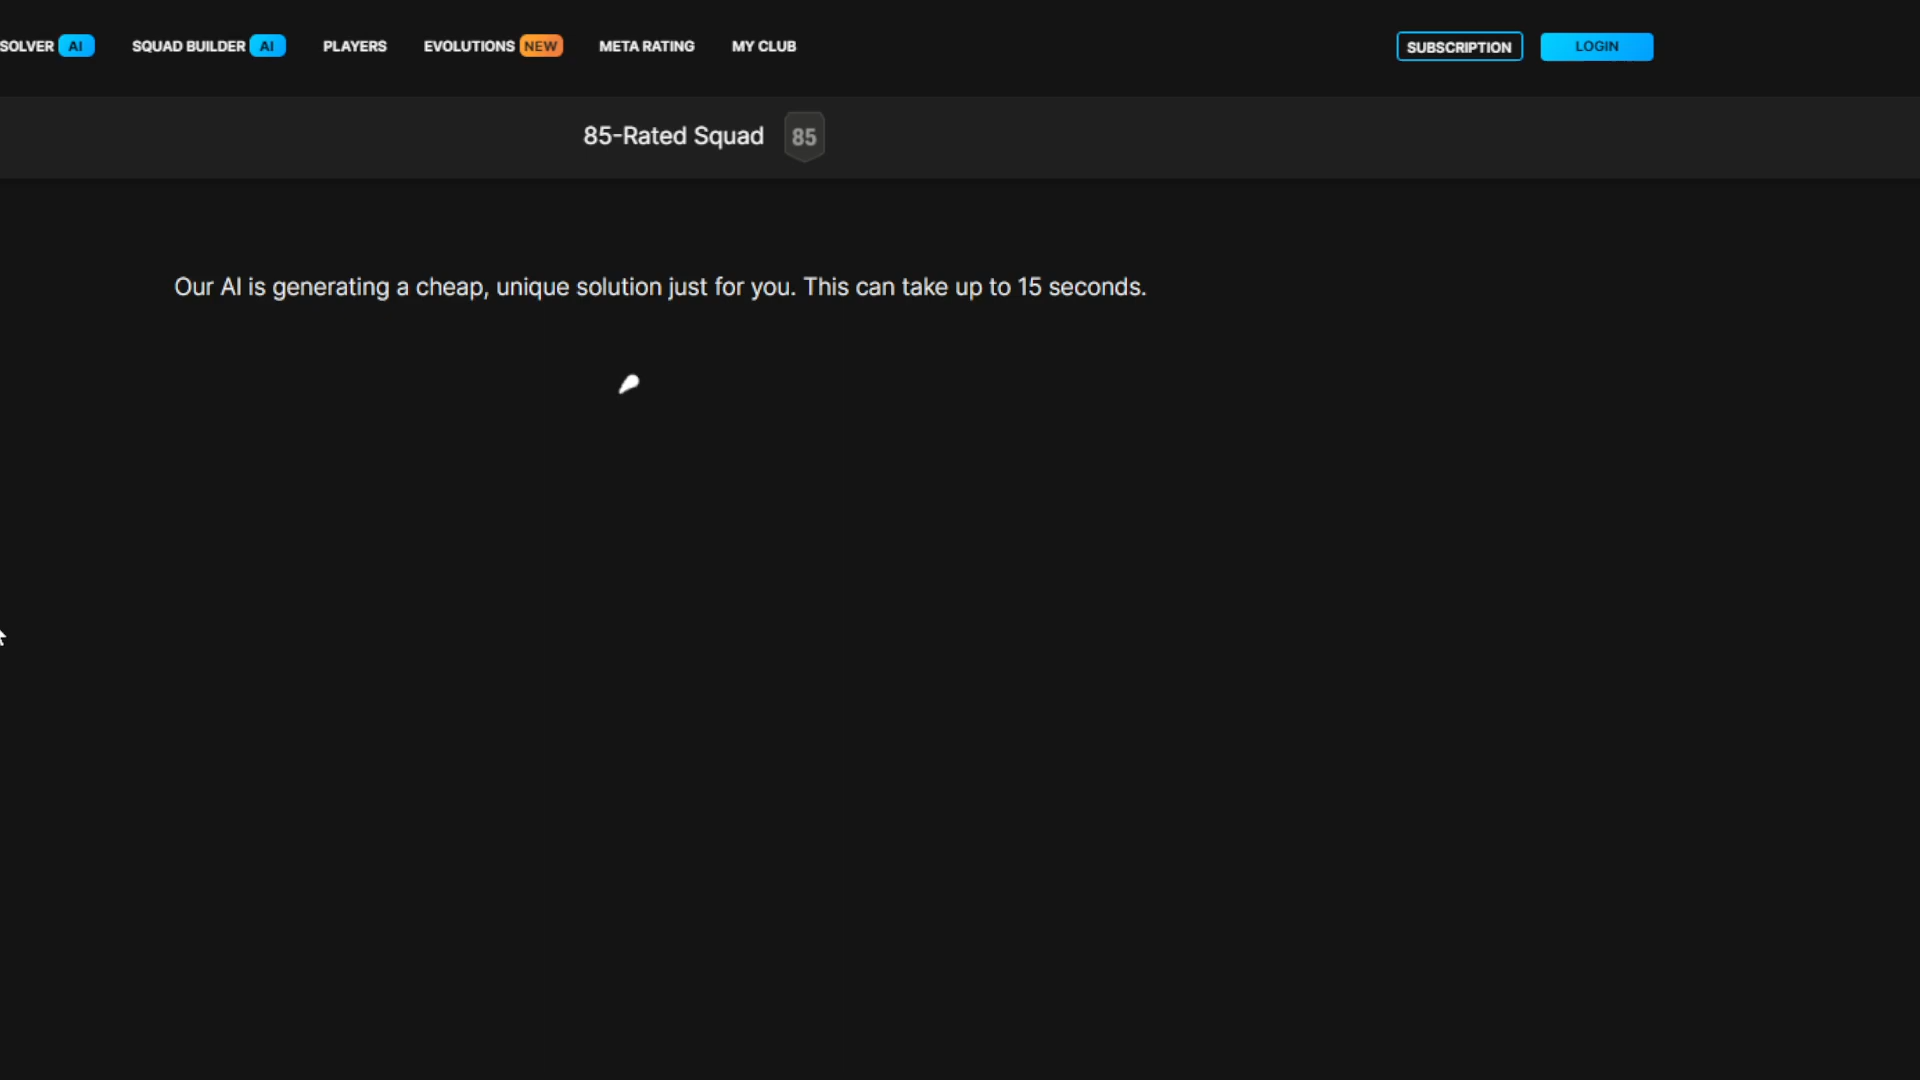 SOLVER AI SQUAD BUILDER AI PLAYERS EVOLUTIONS NEW META RATING MY CLUB SUBSCRIPTION LOGIN
85-Rated Squad 85
Our AI is generating a cheap, unique solution just for you. This can take up to 15 seconds.